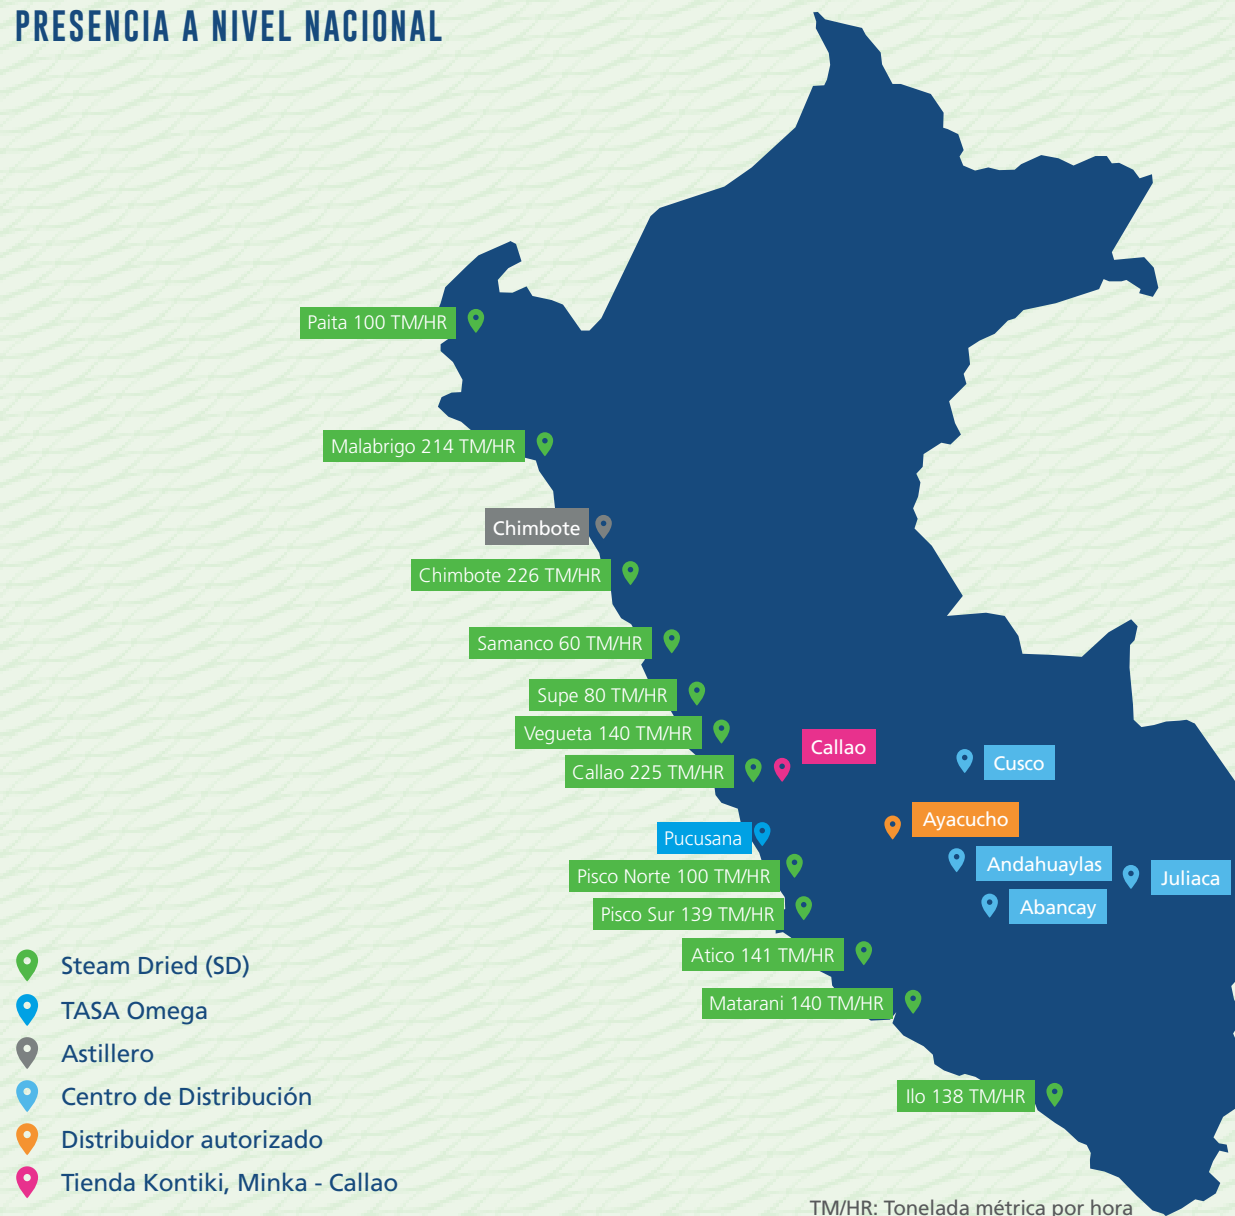 PRESENCIA A NIVEL NACIONAL
Paita 100 TM/HR
Malabrigo 214 TM/HR
Chimbote
Chimbote 226 TM/HR
Samanco 60 TM/HR
Supe 80 TM/HR
Vegueta 140 TM/HR
Callao
Callao 225 TM/HR
Cusco
Ayacucho
Pucusana
Andahuaylas
Juliaca
Pisco Norte 100 TM/HR
Abancay
Pisco Sur 139 TM/HR
Atico 141 TM/HR
Matarani 140 TM/HR
Ilo 138 TM/HR
Steam Dried (SD)
TASA Omega
Astillero
Centro de Distribución
Distribuidor autorizado
Tienda Kontiki, Minka - Callao
TM/HR: Tonelada métrica por hora